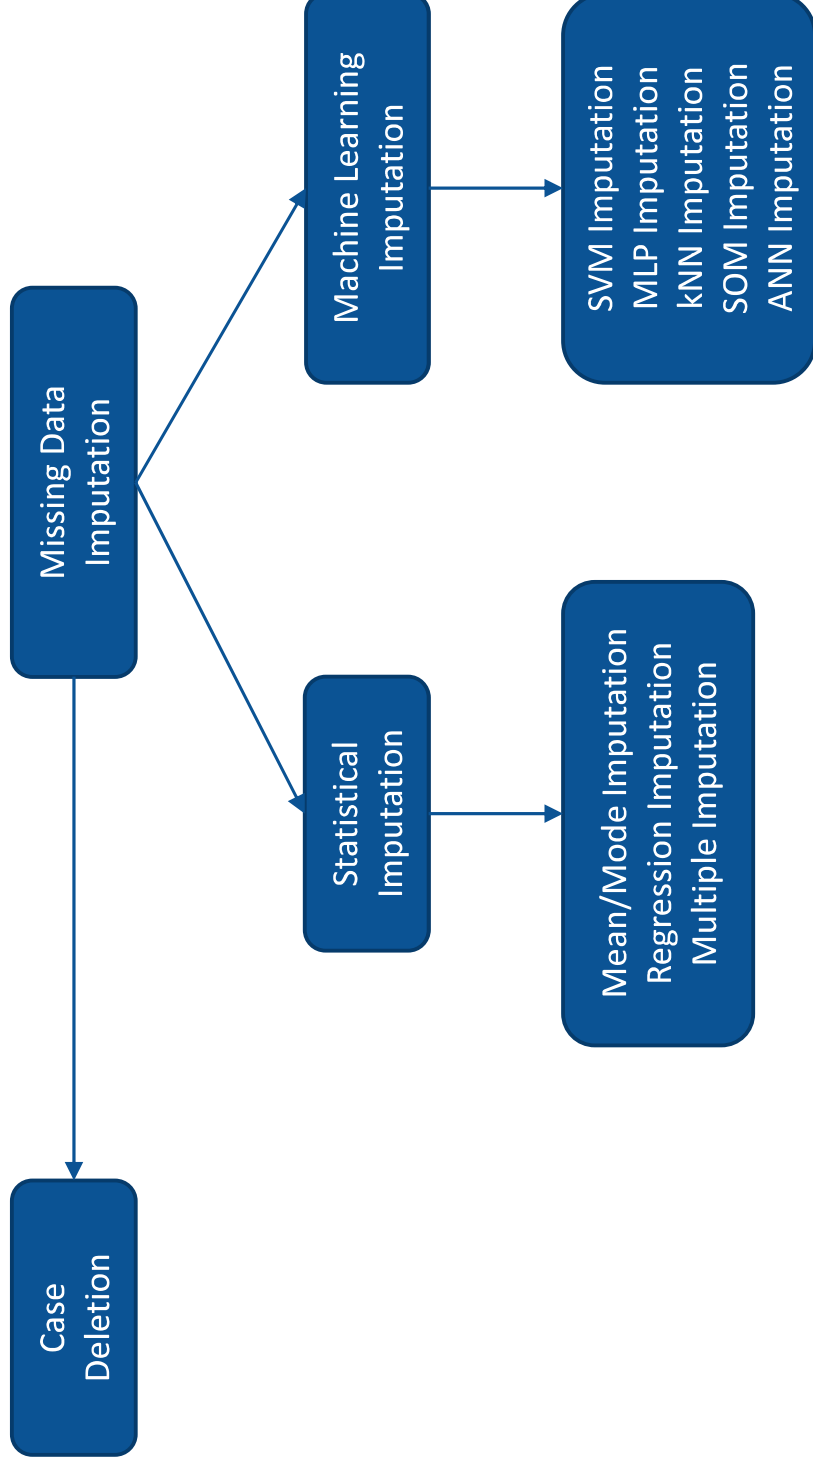 Case
Deletion
Missing Data
Imputation
Statistical
Imputation
Machine Learning
Imputation
Mean/Mode Imputation
Regression Imputation
Multiple Imputation
SVM Imputation
MLP Imputation
kNN Imputation
SOM Imputation
ANN Imputation